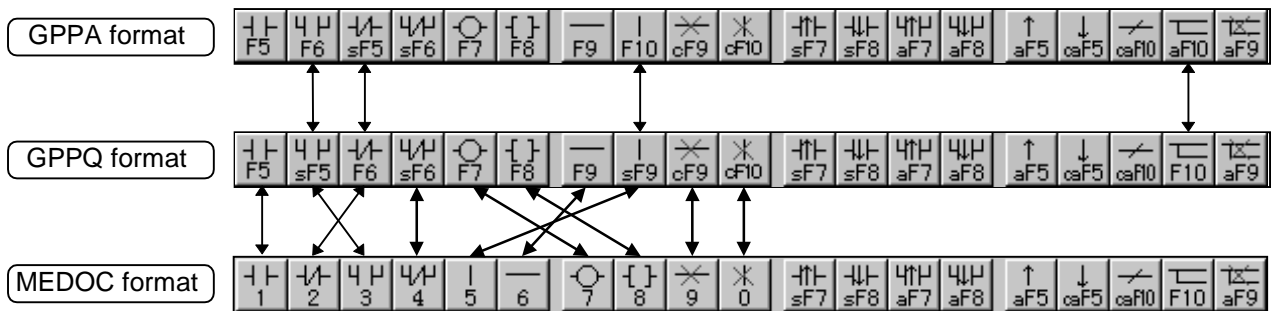 GPPA format F5 F6 sF5 sF6 F7 F8 F9 F10 cF9 cF10 sF7 sF8 aF7 aF8 aF5 caF5 caF10 aF10 aF9
GPPQ format F5 sF5 F6 sF6 F7 F8 F9 sF9 cF9 cF10 sF7 sF8 aF7 aF8 aF5 caF5 caF10 F10 aF9
MEDOC format 1 2 3 4 5 6 7 8 9 0 sF7 sF8 aF7 aF8 aF5 caF5 caF10 F10 aF9